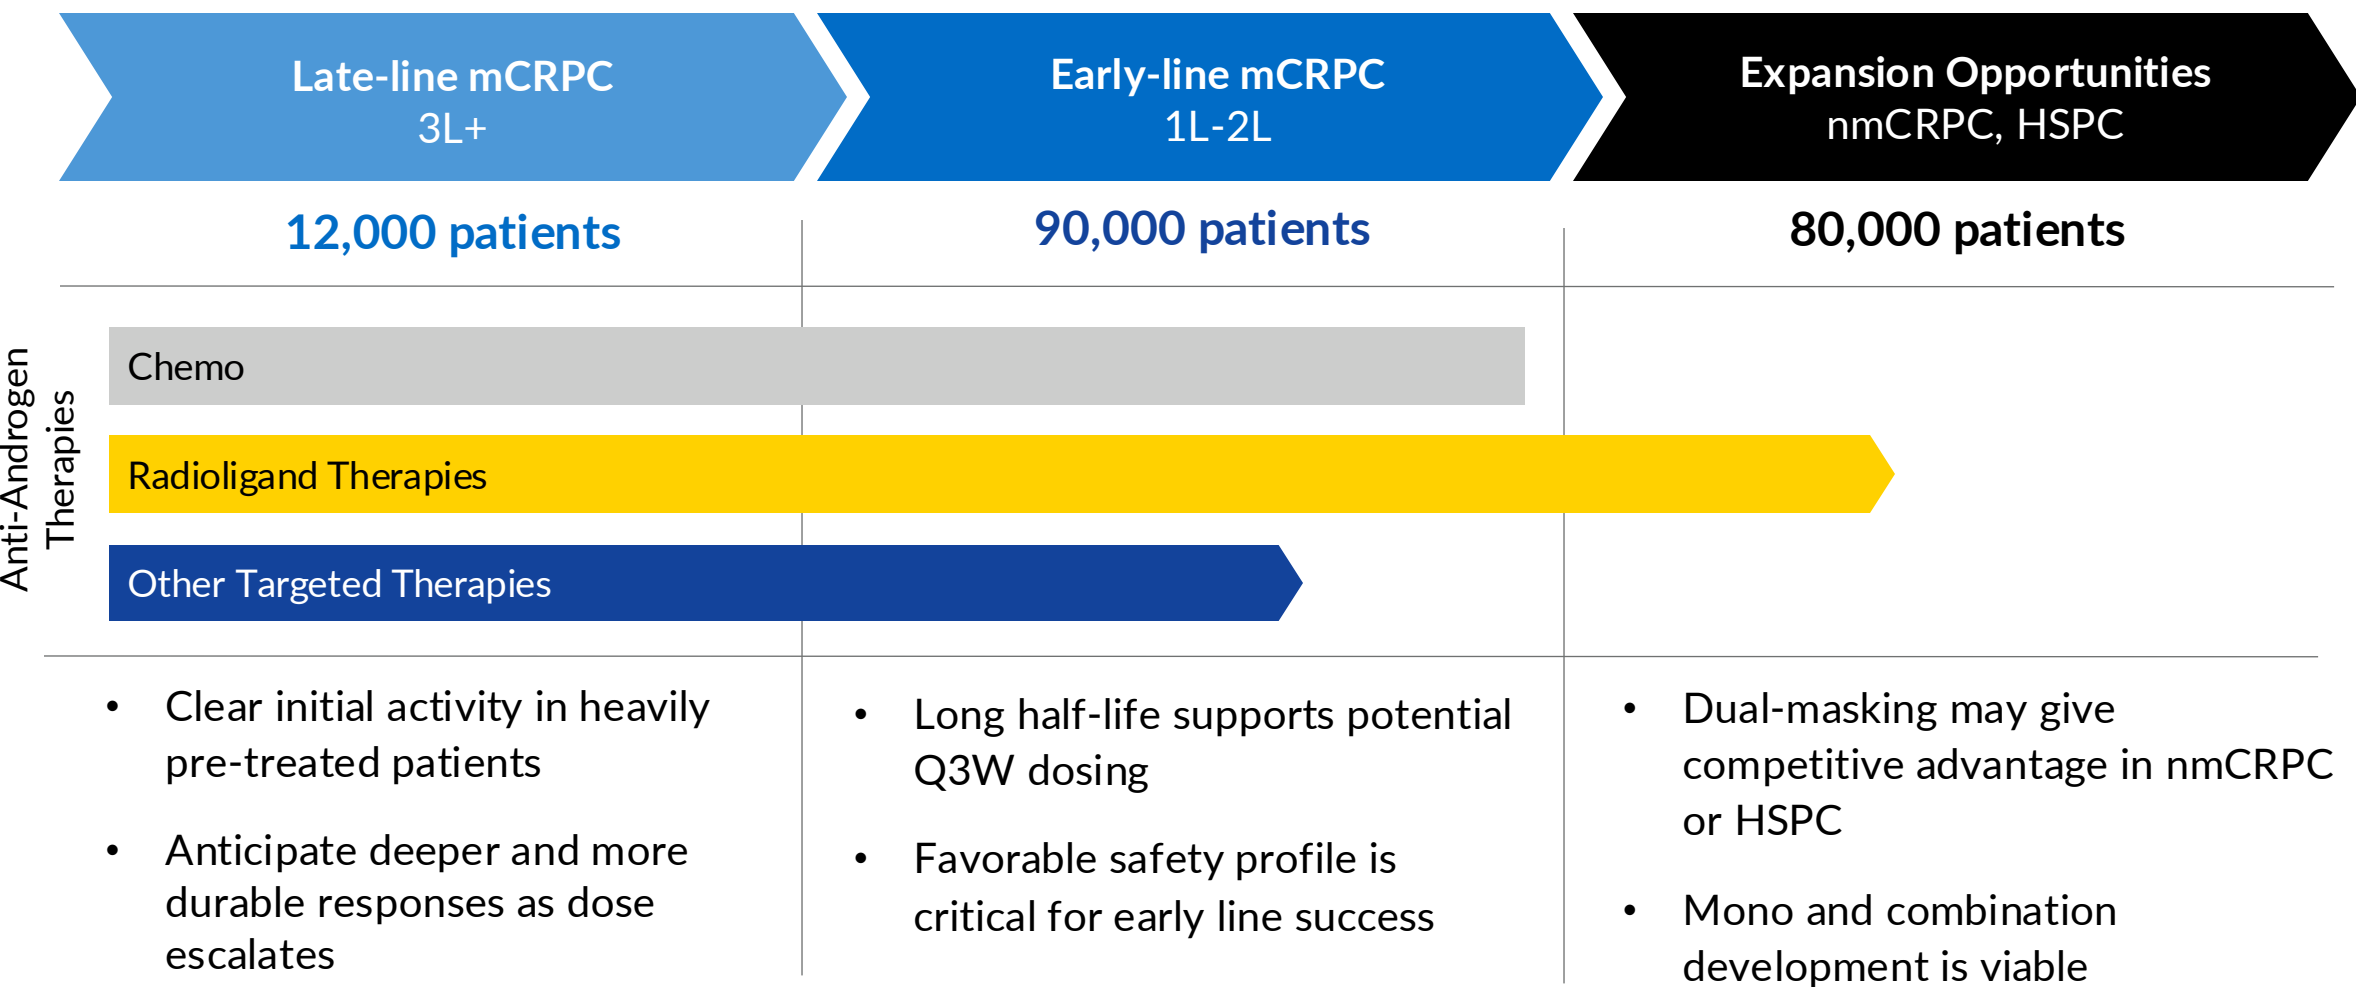 Late-line mCRPC
3L+
Early-line mCRPC
1L-2L
Expansion Opportunities
nmCRPC, HSPC
12,000 patients
90,000 patients
80,000 patients
Anti-Androgen
Therapies
Chemo
Radioligand Therapies
Other Targeted Therapies
• Clear initial activity in heavily
pre-treated patients
• Anticipate deeper and more
durable responses as dose
escalates
• Long half-life supports potential
Q3W dosing
• Favorable safety profile is
critical for early line success
• Dual-masking may give
competitive advantage in nmCRPC
or HSPC
• Mono and combination
development is viable